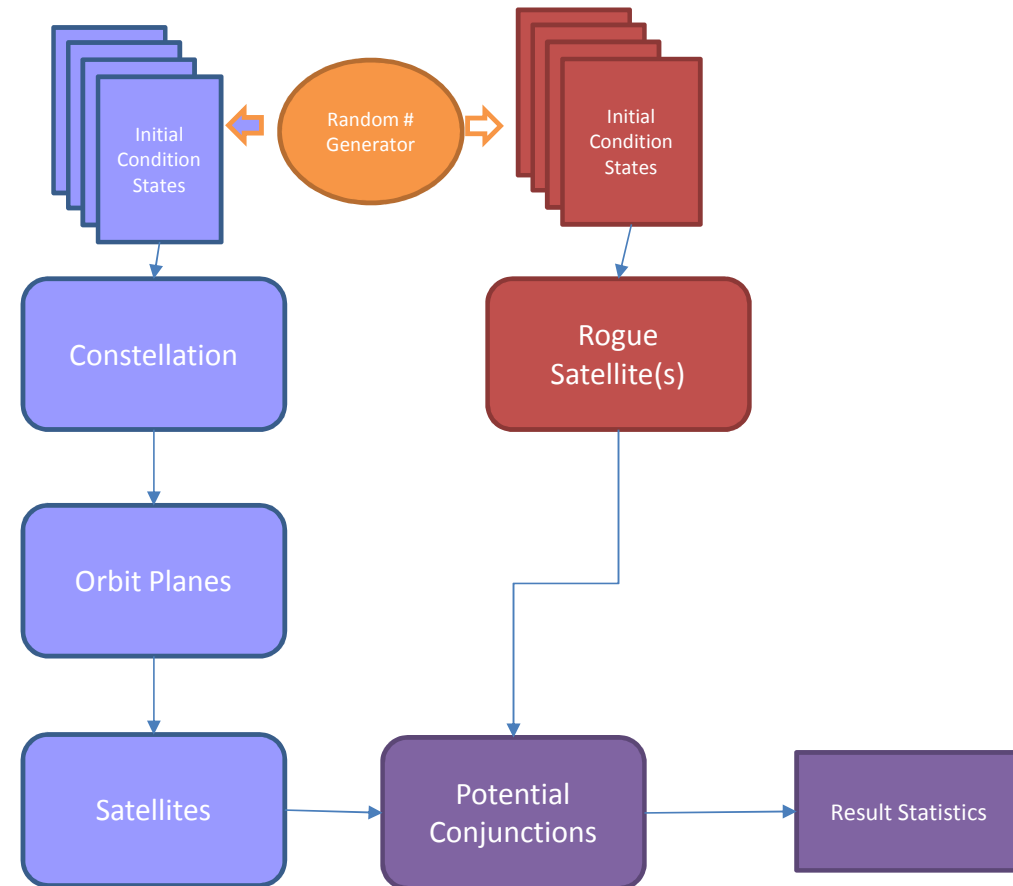 Initial
Condition
States
Random #
Generator
Initial
Condition
States
Constellation
Rogue
Satellite(s)
Orbit Planes
Satellites
Potential
Conjunctions
Result Statistics